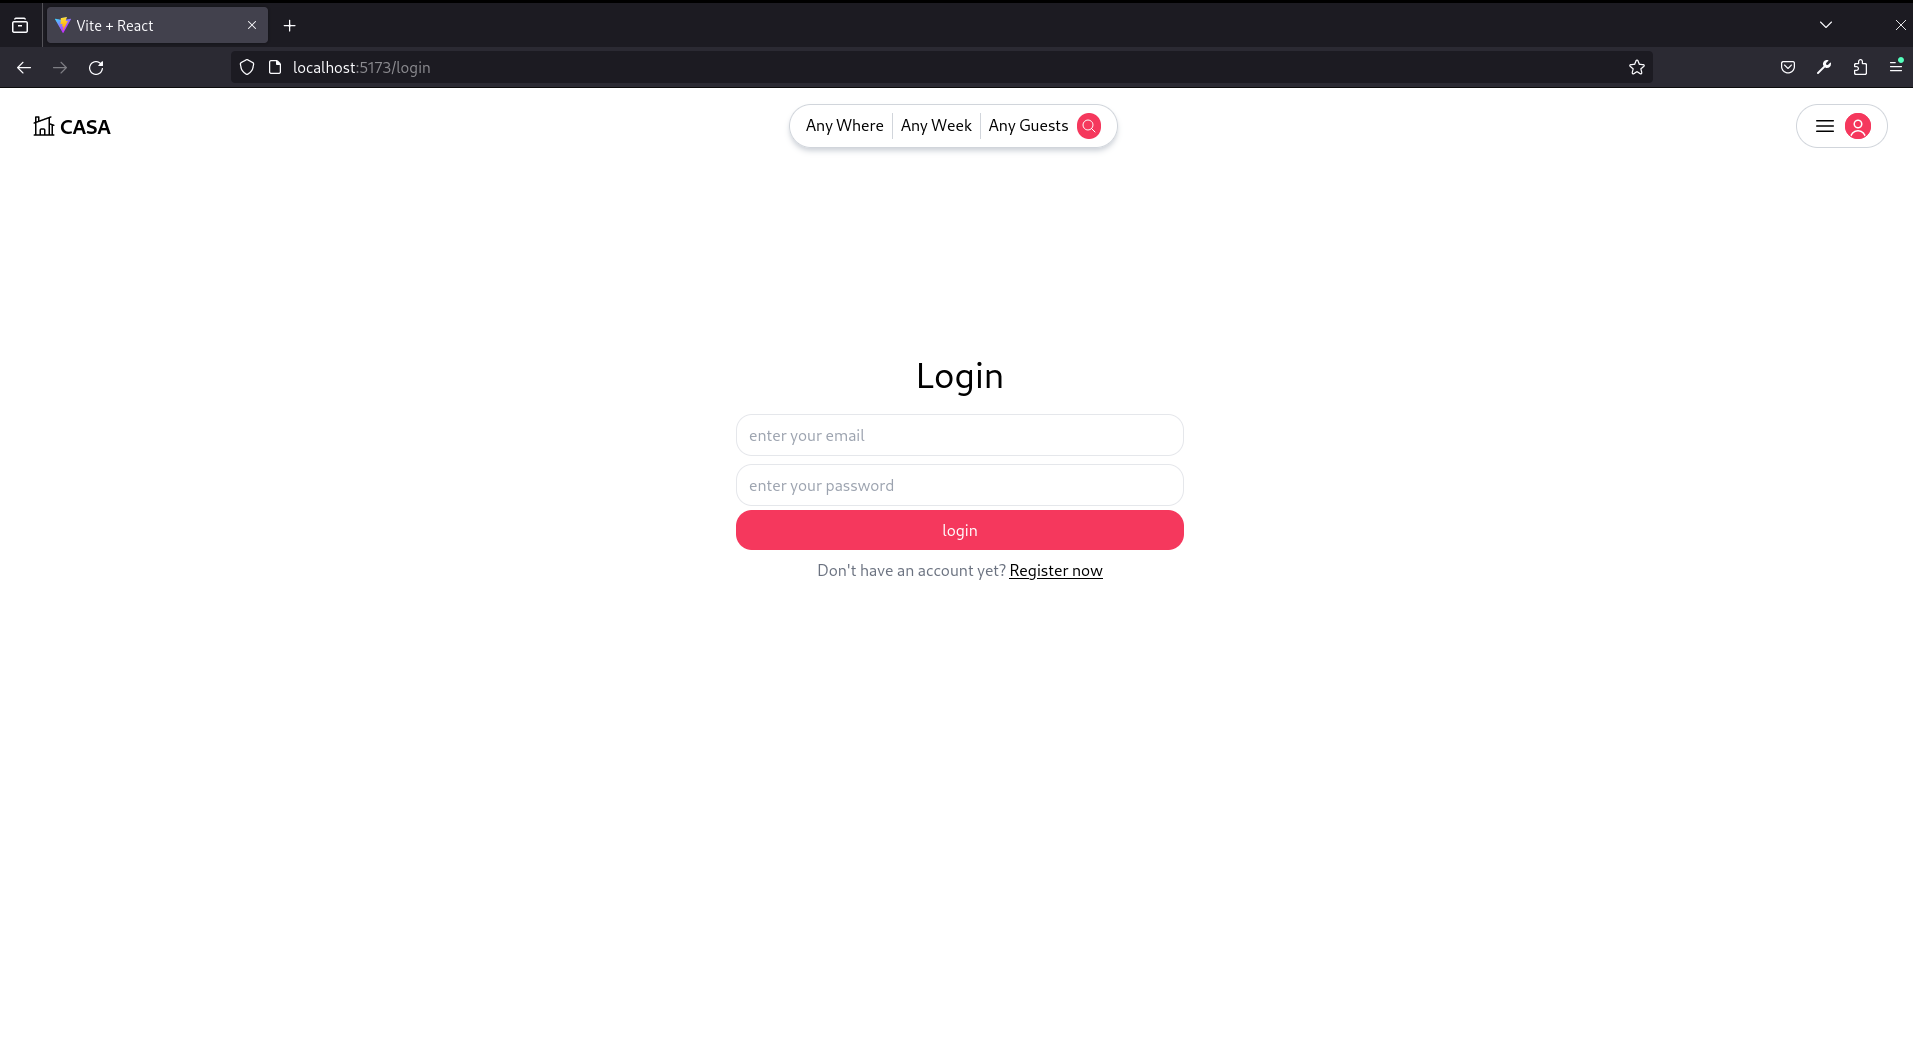 Vite + React
localhost:5173/login
CASA
Any Where Any Week Any Guests
Login
enter your email
enter your password
login
Don't have an account yet? Register now